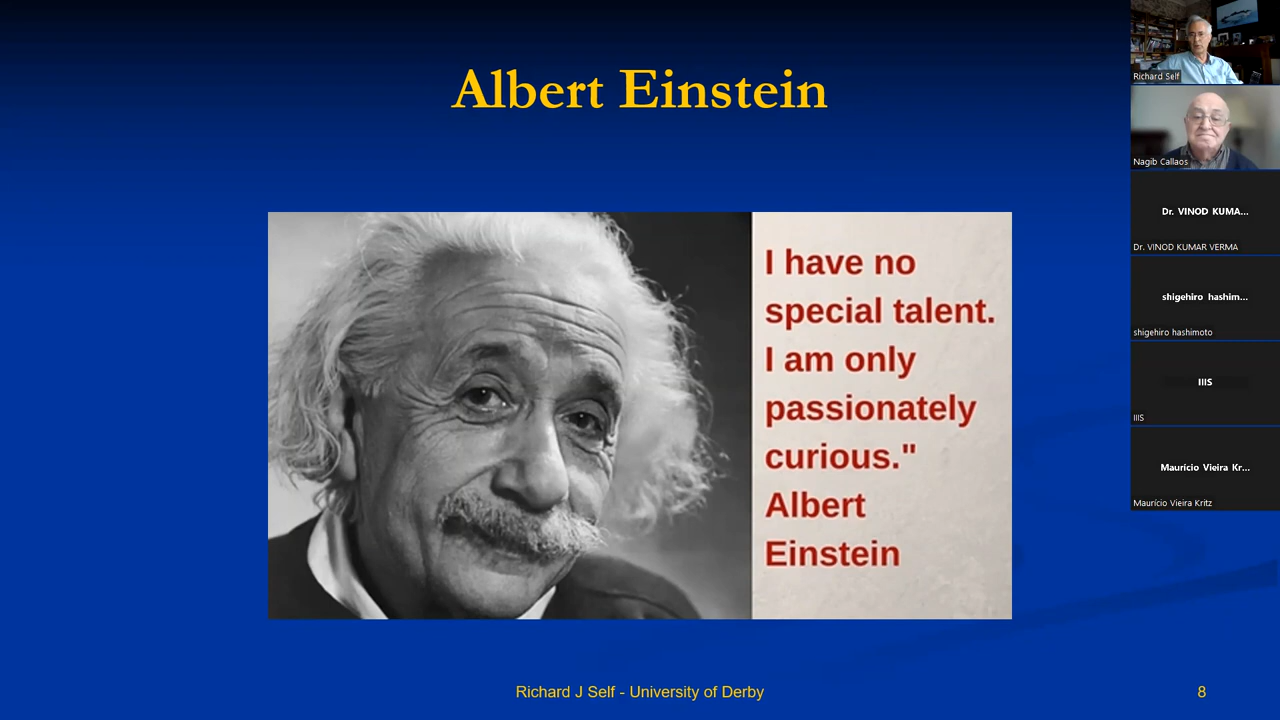 Albert Einstein
I have no
special talent.
I am only
passionately
curious."
Albert
Einstein
Richard J Self - University of Derby
8
Richard Self
Nagib Callaos
Dr. VINOD KUMA...
Dr. VINOD KUMAR VERMA
shigehiro hashim...
shigehiro hashimoto
IIIS
IIIS
Maurício Vieira Kr...
Maurício Vieira Kritz